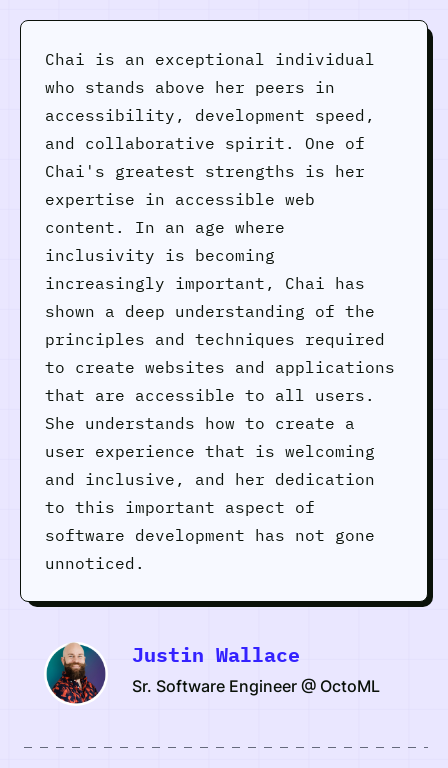 Chai is an exceptional individual
who stands above her peers in
accessibility, development speed,
and collaborative spirit. One of
Chai's greatest strengths is her
expertise in accessible web
content. In an age where
inclusivity is becoming
increasingly important, Chai has
shown a deep understanding of the
principles and techniques required
to create websites and applications
that are accessible to all users.
She understands how to create a
user experience that is welcoming
and inclusive, and her dedication
to this important aspect of
software development has not gone
unnoticed.
Justin Wallace
Sr. Software Engineer @ OctoML